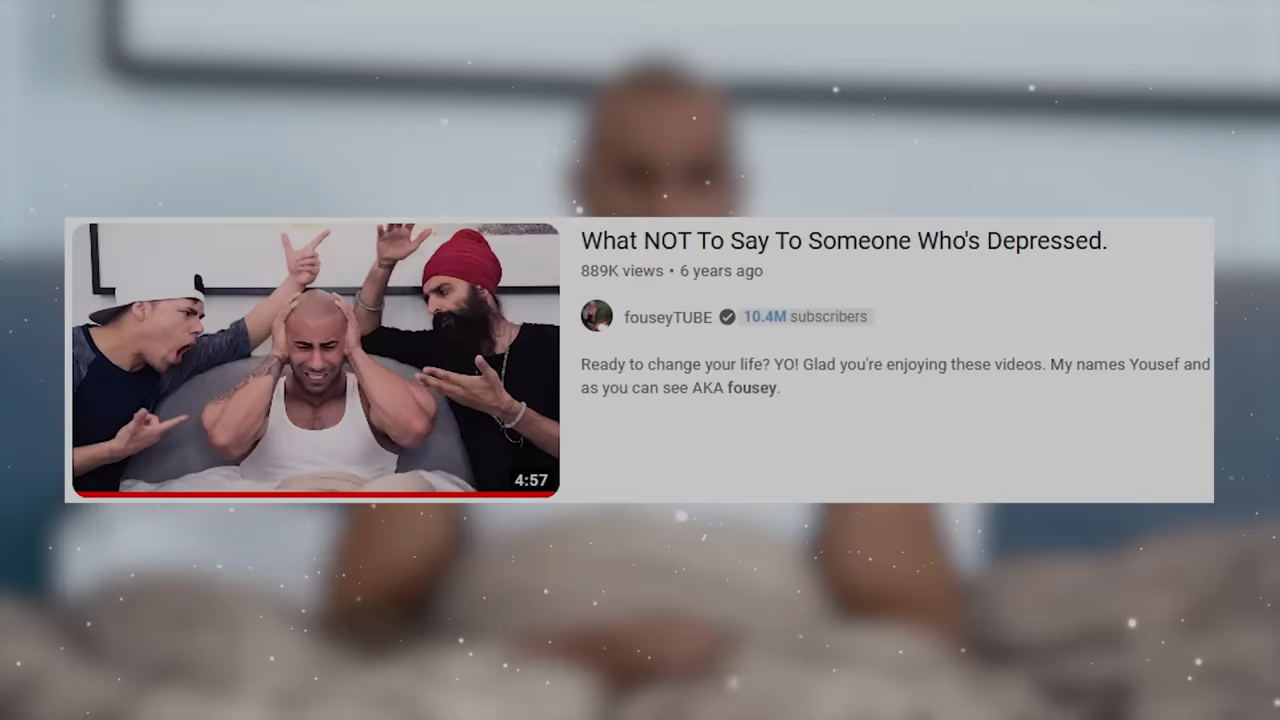 What NOT To Say To Someone Who's Depressed.
889K views • 6 years ago
fouseyTUBE 10.4M subscribers
Ready to change your life? YO! Glad you're enjoying these videos. My names Yousef and
as you can see AKA fousey.
4:57